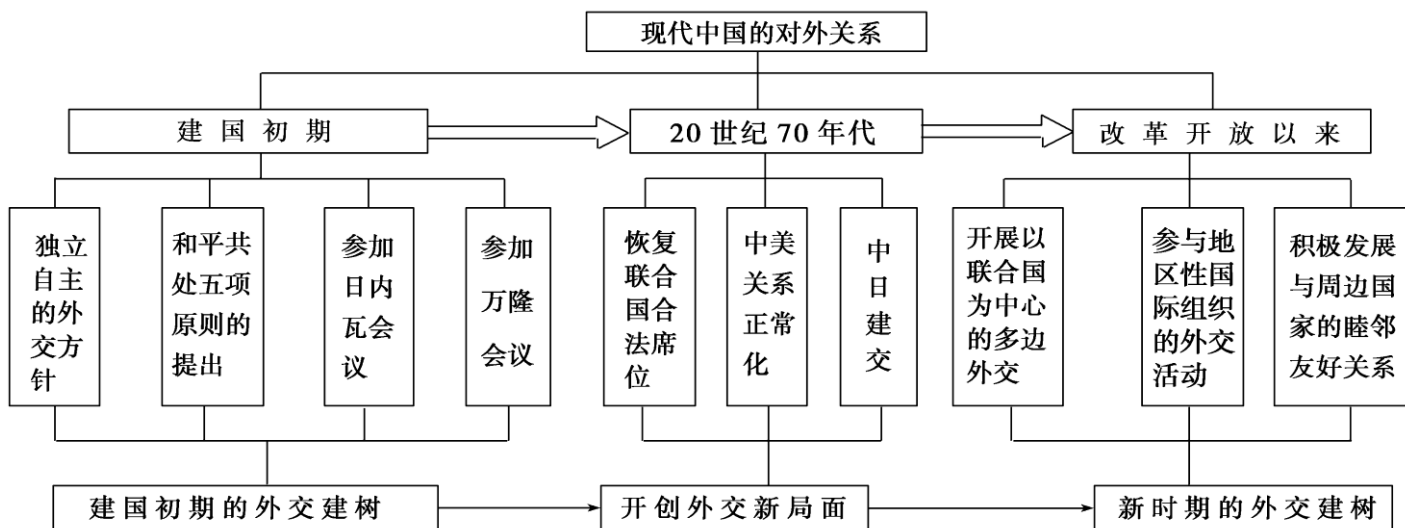 现代中国的对外关系
建国初期
20世纪70年代
改革开放以来
独立
自主
的外
交方
针
和平共
处五项
原则的
提出
参加
日内
瓦会
议
参加
万隆
会议
恢复
联合
国合
法席
位
中美
关系
正常
化
中
日
建
交
开展以
联合国
为中心
的多边
外交
参与地
区性国
际组织
的外交
活动
积极发展
与周边国
家的睦邻
友好关系
建国初期的外交建树
开创外交新局面
新时期的外交建树